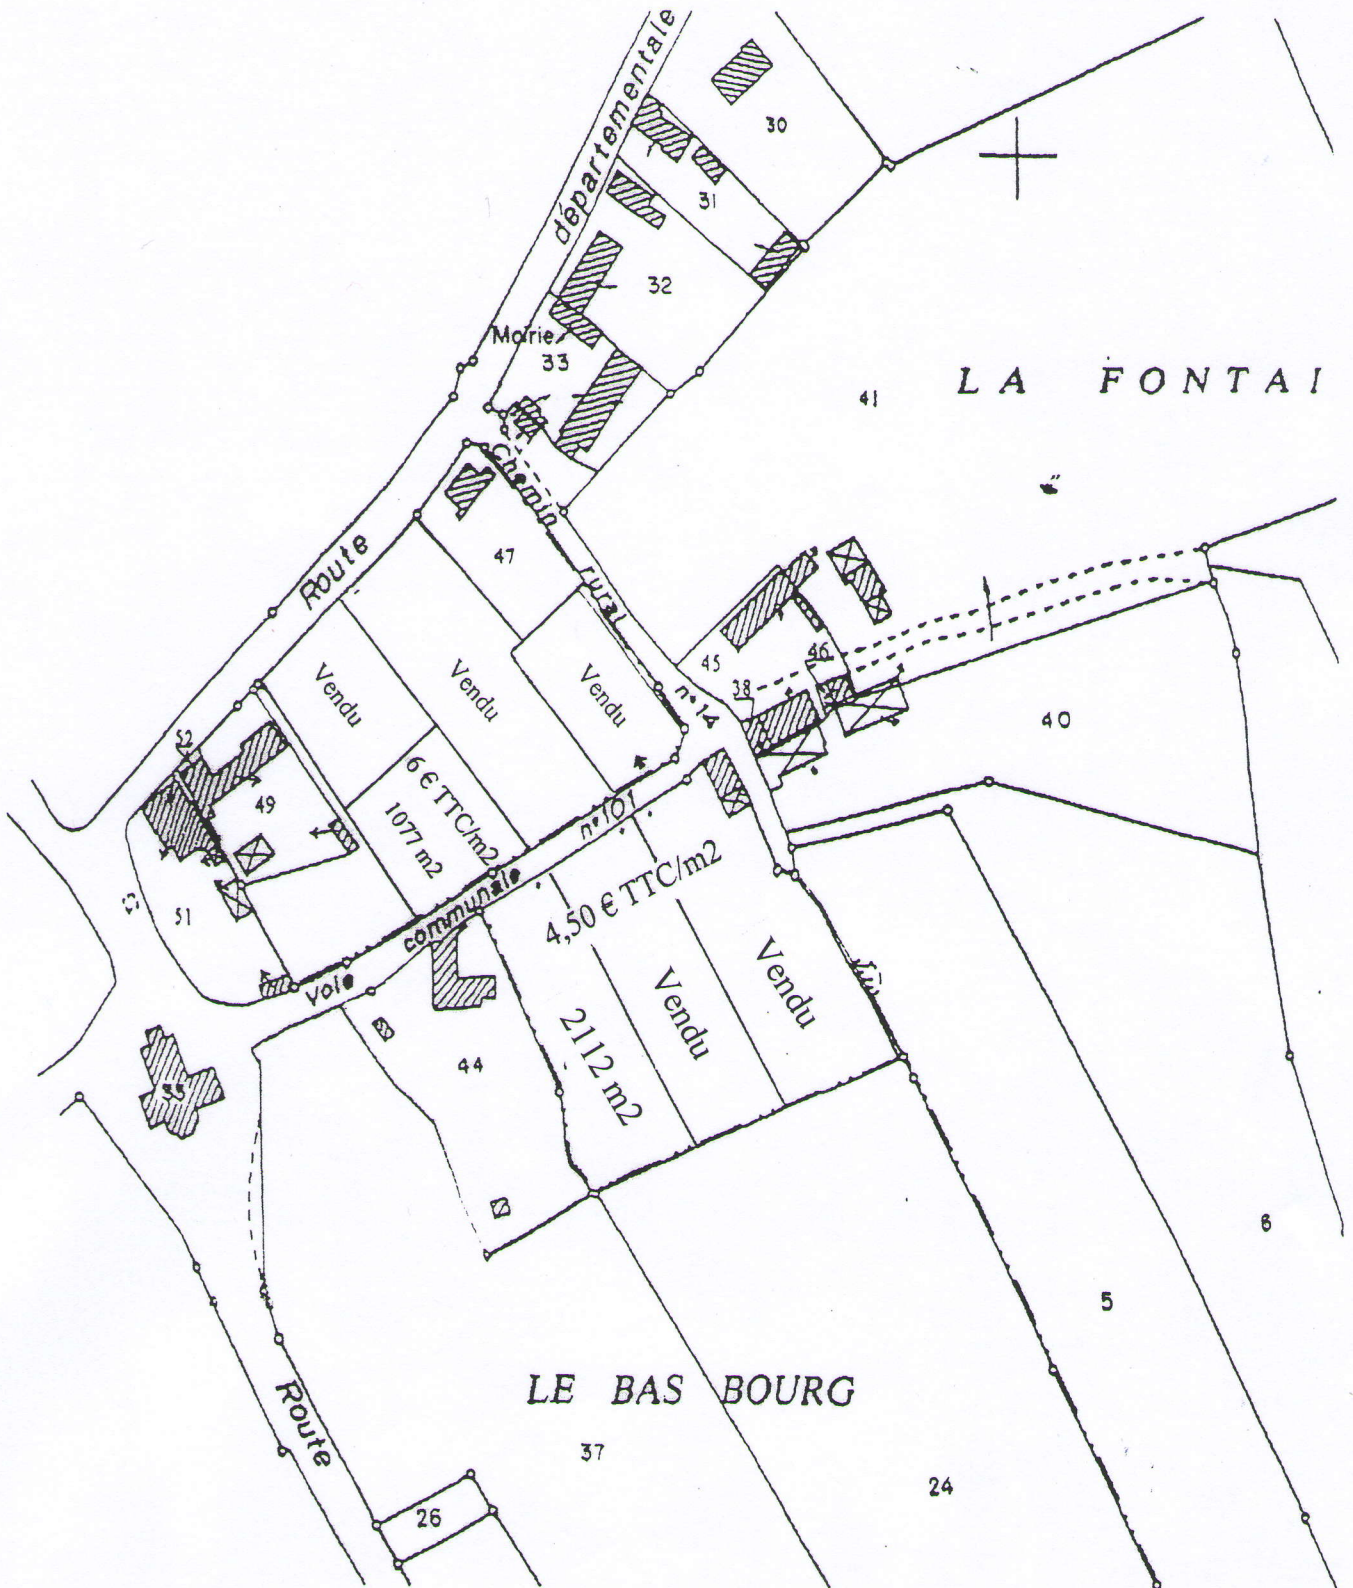 départementale
30
31
32
Mairie
33
41
LA FONTAI
Chemin
rural
n° 14
47
Route
45
46
38
40
Vendu
Vendu
Vendu
52
49
6 € TTC/m2
1077 m2
n° 101
communale
Voie
51
4,50 € TTC/m2
2112 m2
Vendu
Vendu
44
6
5
LE BAS BOURG
Route
37
24
26